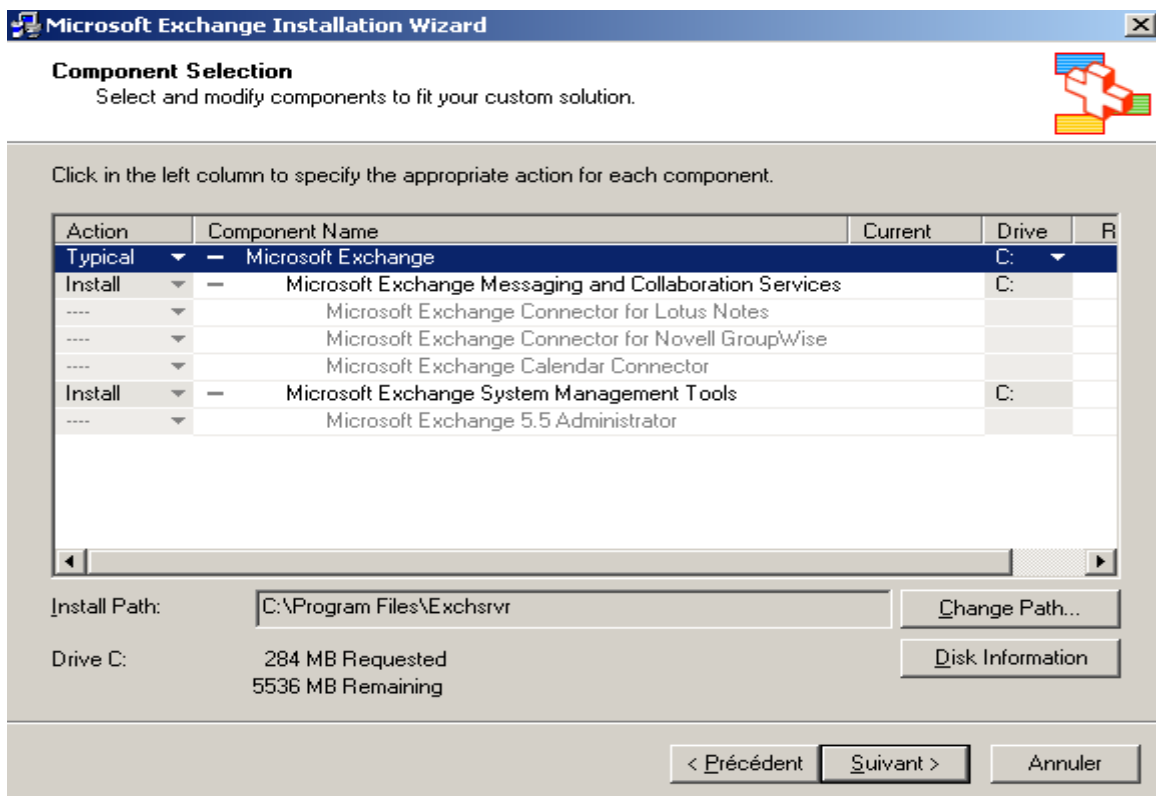 Microsoft Exchange Installation Wizard
Component Selection
Select and modify components to fit your custom solution.
Click in the left column to specify the appropriate action for each component.
Action Component Name Current Drive R
Typical Microsoft Exchange C:
Install Microsoft Exchange Messaging and Collaboration Services C:
---- Microsoft Exchange Connector for Lotus Notes
---- Microsoft Exchange Connector for Novell GroupWise
---- Microsoft Exchange Calendar Connector
Install Microsoft Exchange System Management Tools C:
---- Microsoft Exchange 5.5 Administrator
Install Path: C:\Program Files\Exchsrvr Change Path...
Drive C: 284 MB Requested Disk Information
5536 MB Remaining
< Précédent Suivant > Annuler